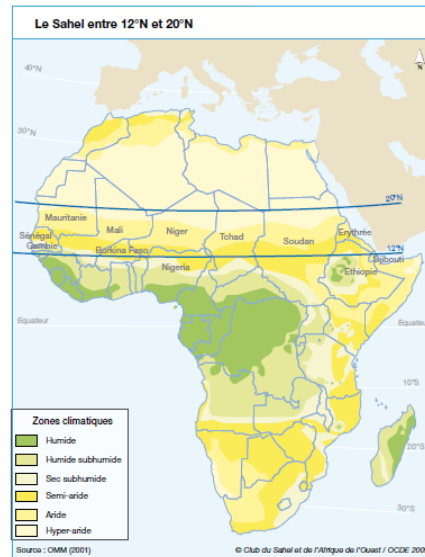 Le Sahel entre 12°N et 20°N
N
40°N
30°N
20°N
Mauritanie
Mali
Niger
Tchad
Soudan
Erythrée
Sénégal
Gambie
Burkina Faso
12°N
Djibouti
Nigeria
Ethiopie
Equateur
Equateur
10°S
20°S
30°S
Zones climatiques
Humide
Humide subhumide
Sec subhumide
Semi-aride
Aride
Hyper-aride
Source : OMM (2001)
© Club du Sahel et de l'Afrique de l'Ouest / OCDE